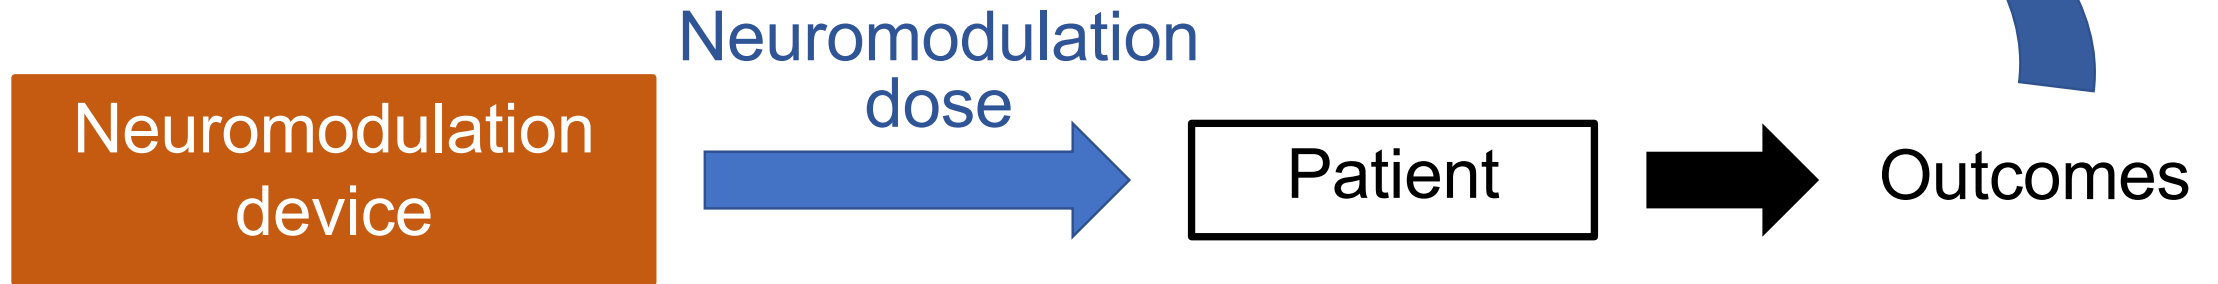 Neuromodulation
device
Neuromodulation
dose
Patient
Outcomes